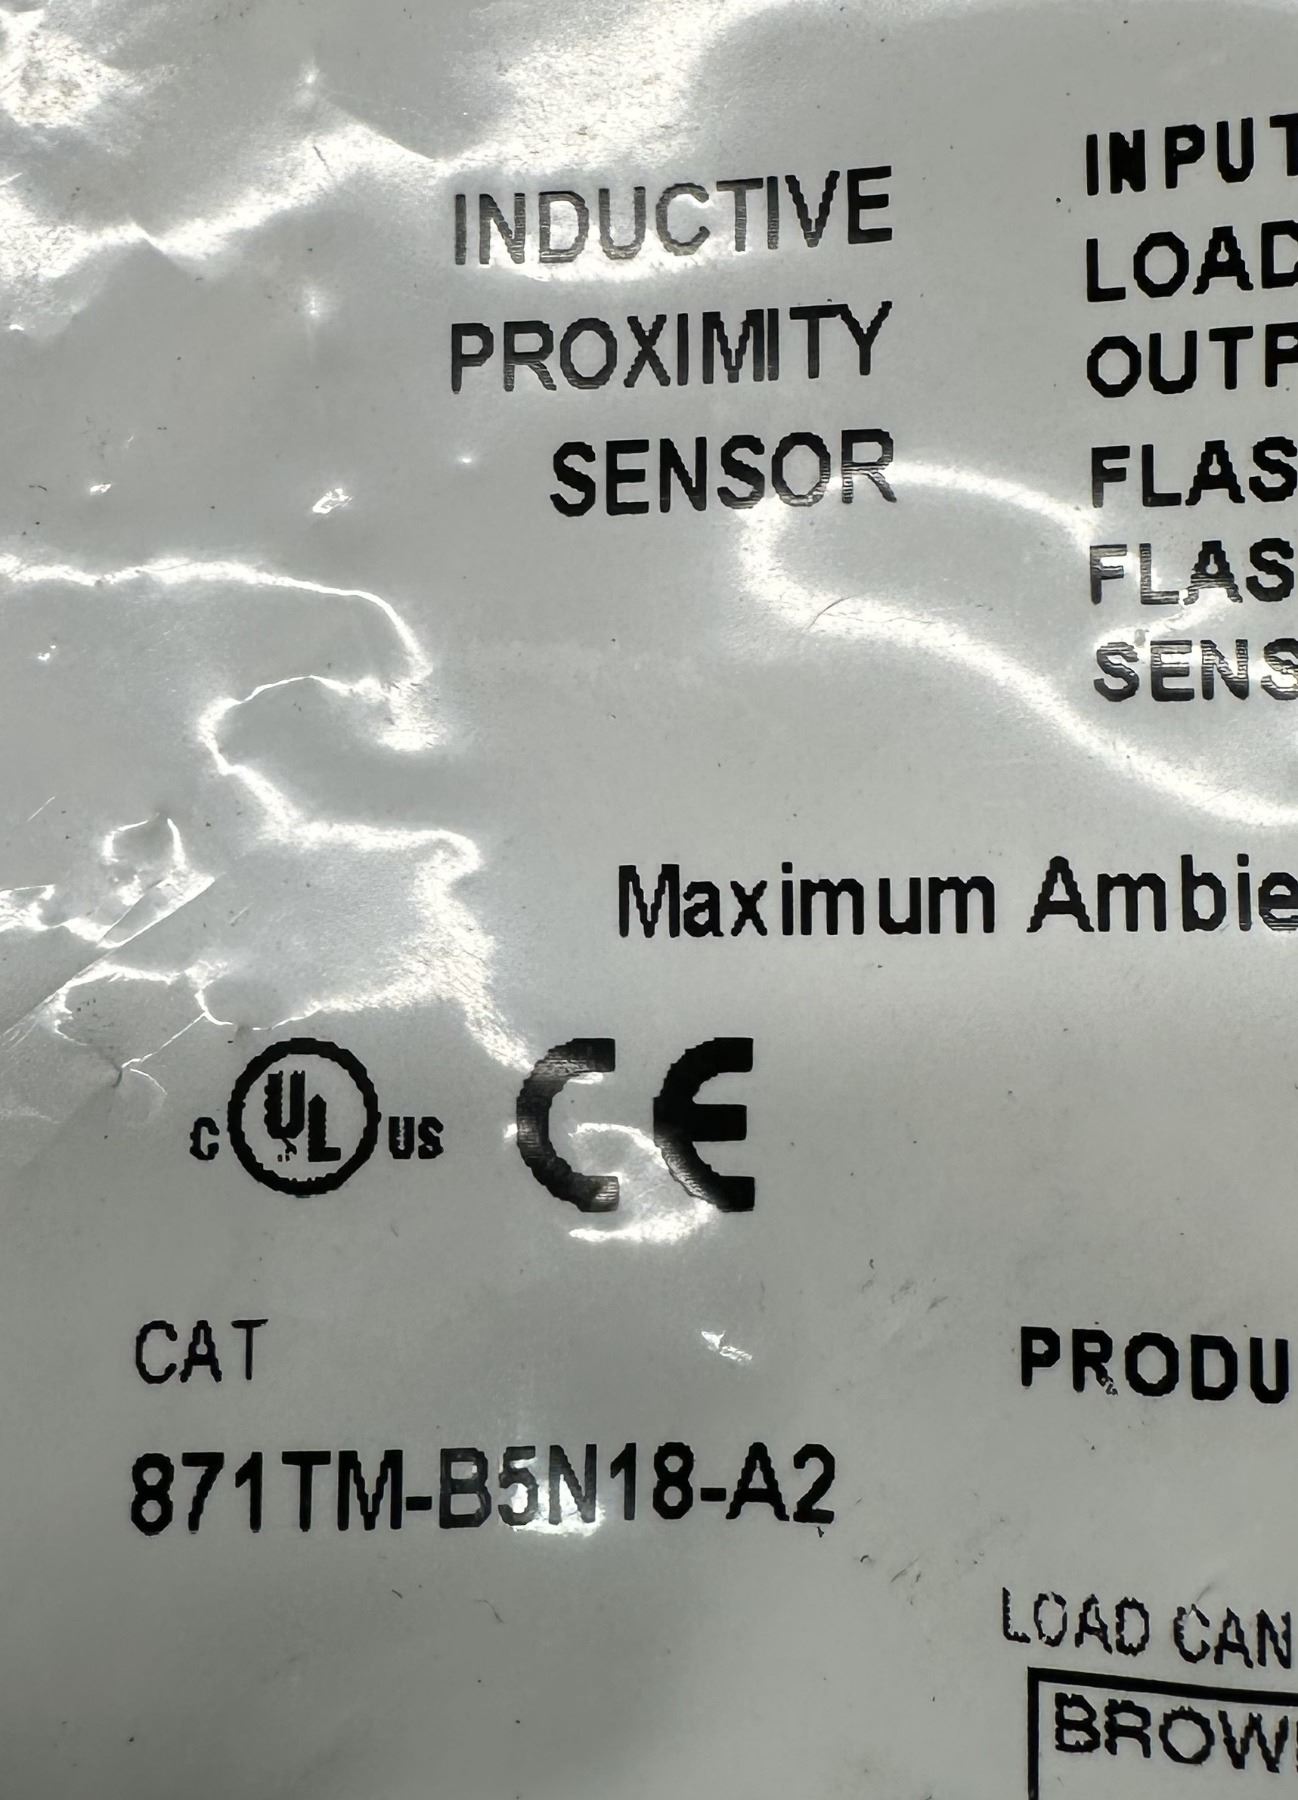 INDUCTIVE
PROXIMITY
SENSOR
INPUT
LOAD
OUTP
FLAS
FLAS
SENS
Maximum Ambie
C UL US CE
CAT
871TM-B5N18-A2
PRODU
LOAD CAN
BROW